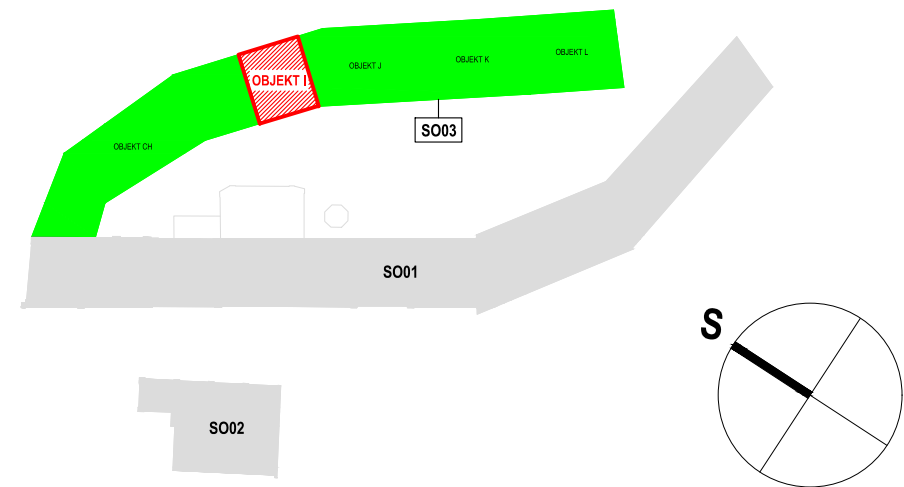 OBJEKT L
OBJEKT K
OBJEKT J
OBJEKT I
SO03
OBJEKT CH
SO01
S
SO02